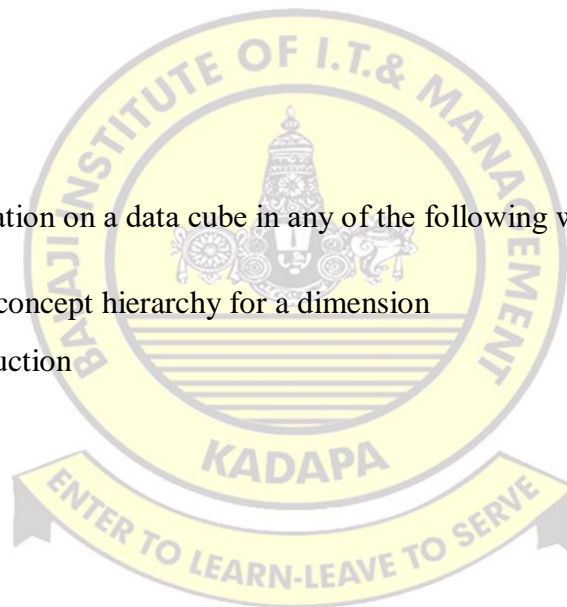 BALAJI INSTITUTE OF I.T.& MANAGEMENT
ation on a data cube in any of the following w
concept hierarchy for a dimension
uction
KADAPA
ENTER TO LEARN-LEAVE TO SERVE